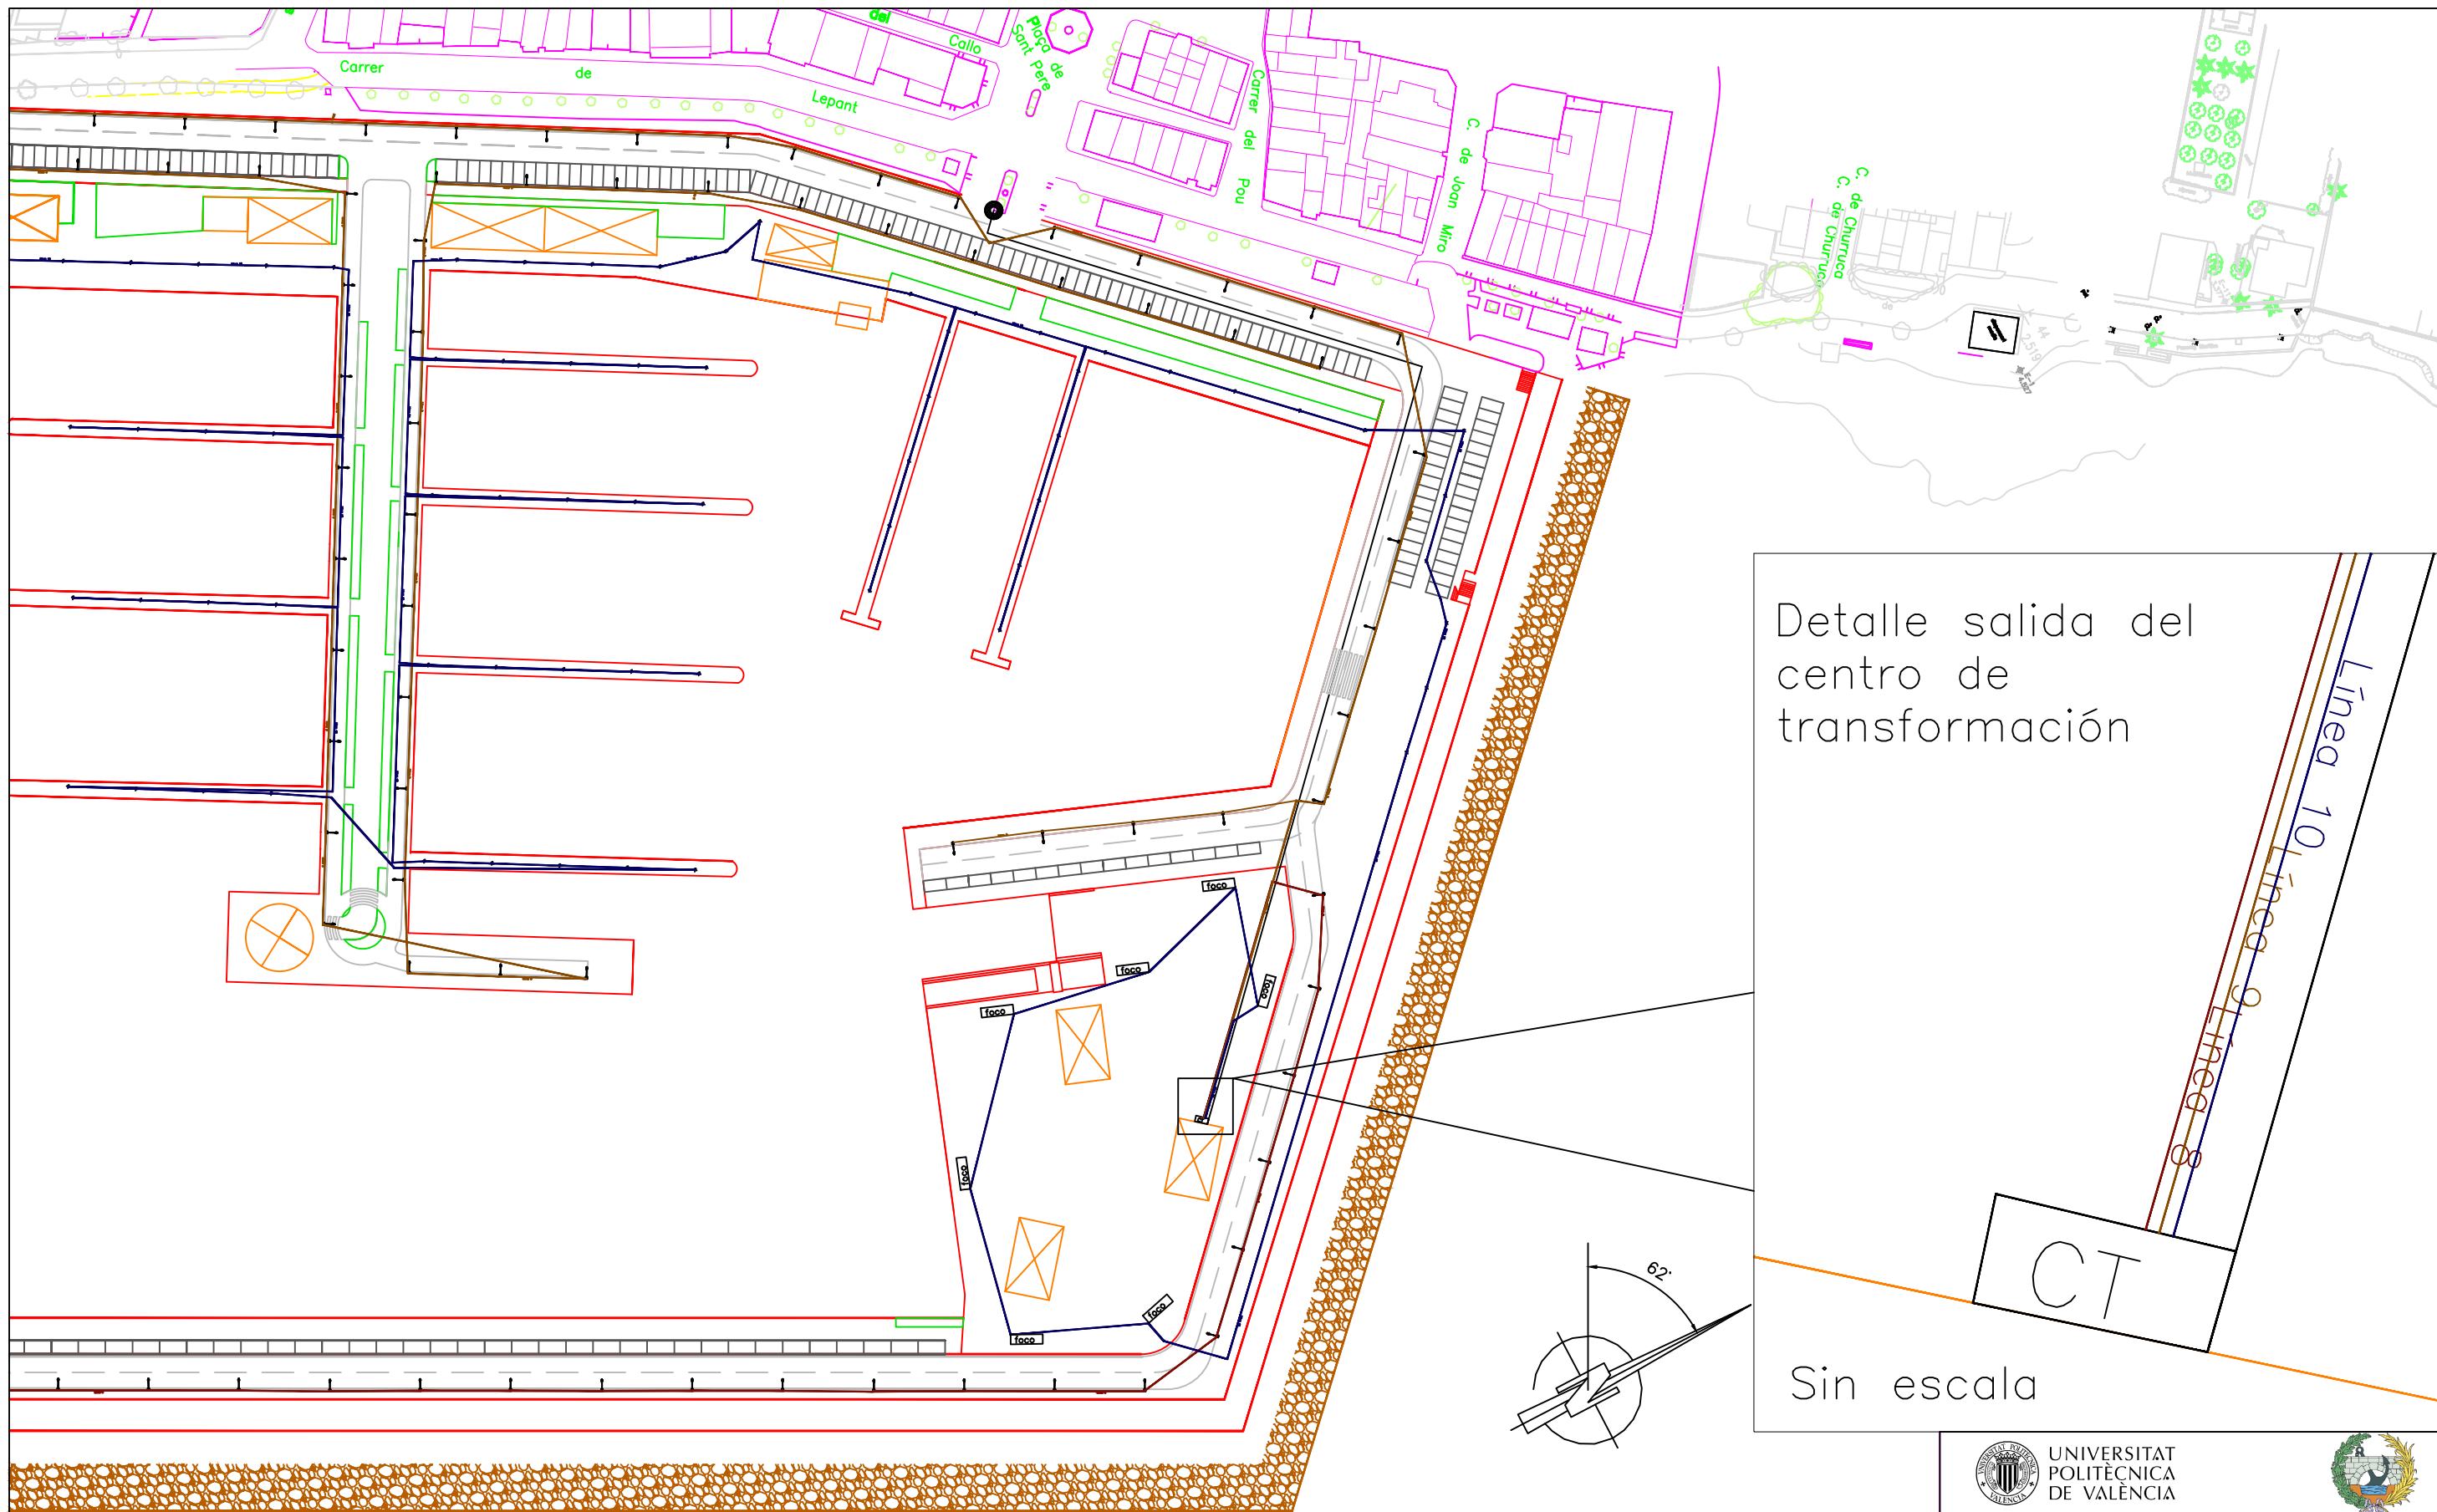 del
Carrer
de
Lepant
Callo
Plaça de
Sant Pere
Carrer del Pou
C. de Joan Miro
C. de Churruca
C. de Churruca
foco
foco
foco
foco
foco
foco
foco
Detalle salida del
centro de
transformación
Línea 10
Línea 9
Línea 8
CT
Sin escala
62°
UNIVERSITAT
POLITÈCNICA
DE VALÈNCIA